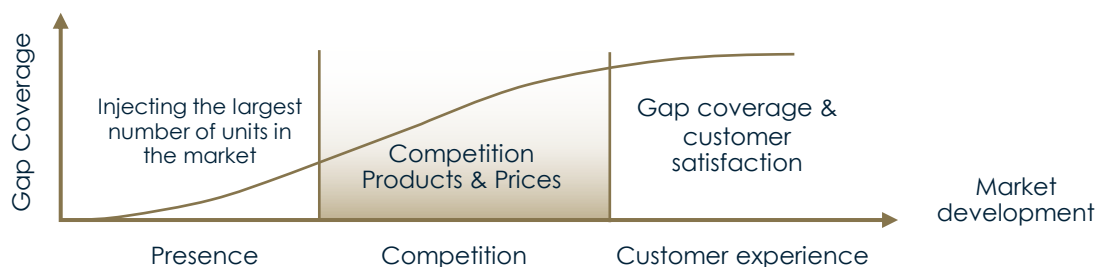 Gap Coverage
Injecting the largest
number of units in
the market
Competition
Products & Prices
Gap coverage &
customer
satisfaction
Market
development
Presence
Competition
Customer experience